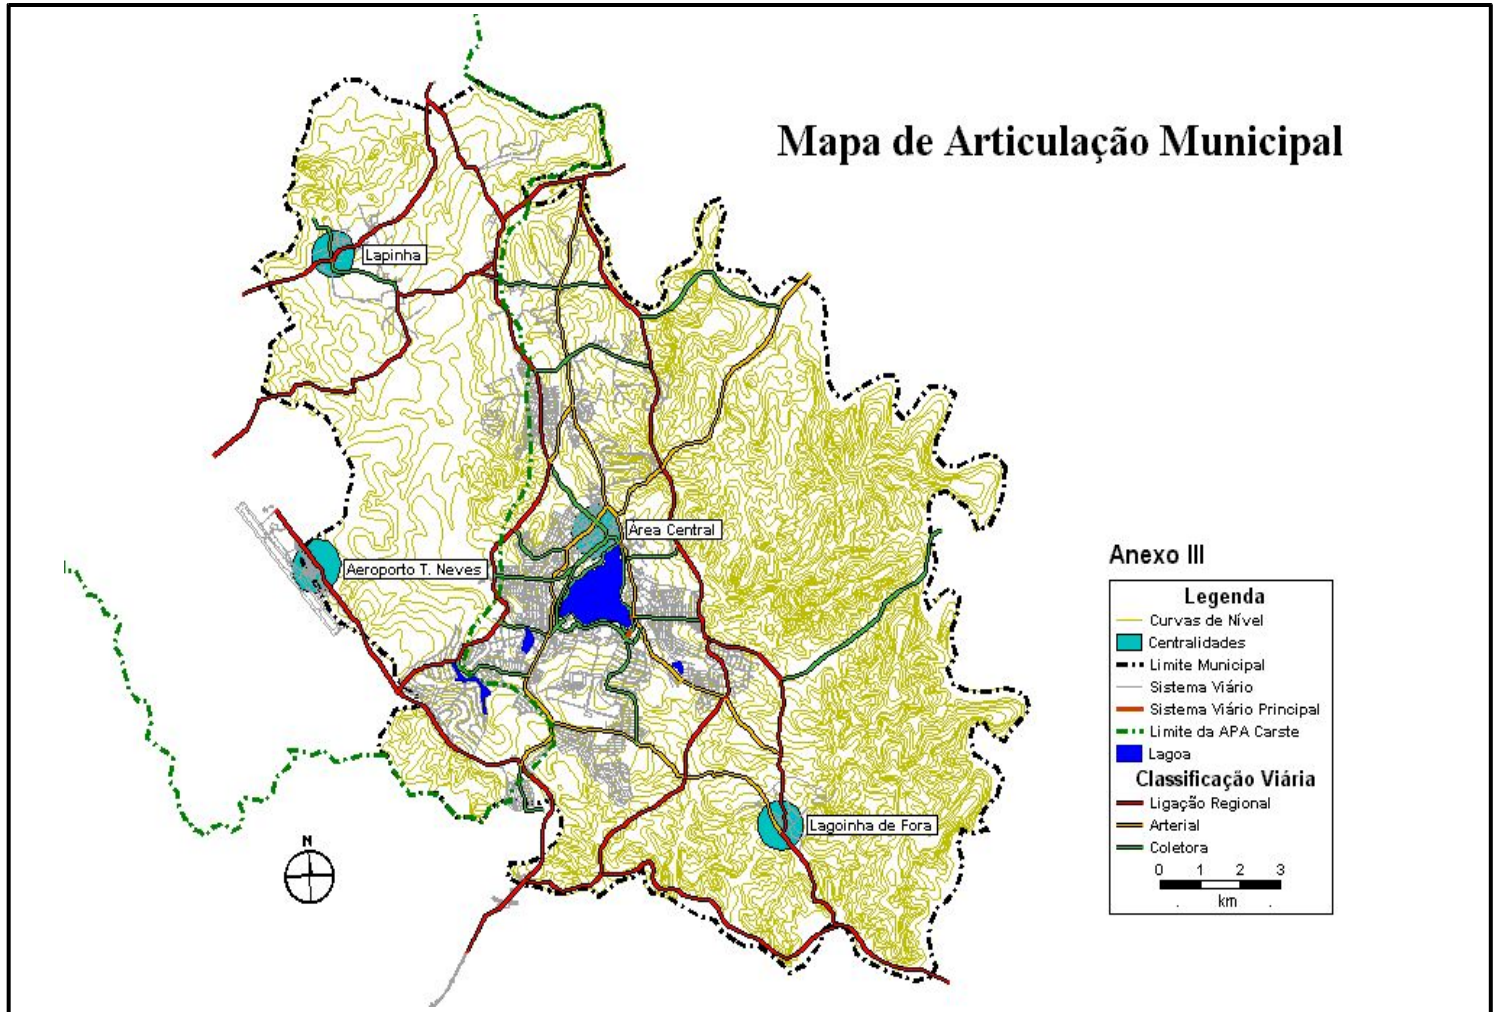 Mapa de Articulação Municipal
Lapinha
Área Central
Aeroporto T. Neves
Lagoinha de Fora
N
Anexo III
Legenda
Curvas de Nível
Centralidades
Limite Municipal
Sistema Viário
Sistema Viário Principal
Limite da APA Carste
Lagoa
Classificação Viária
Ligação Regional
Arterial
Coletora
0 1 2 3
km